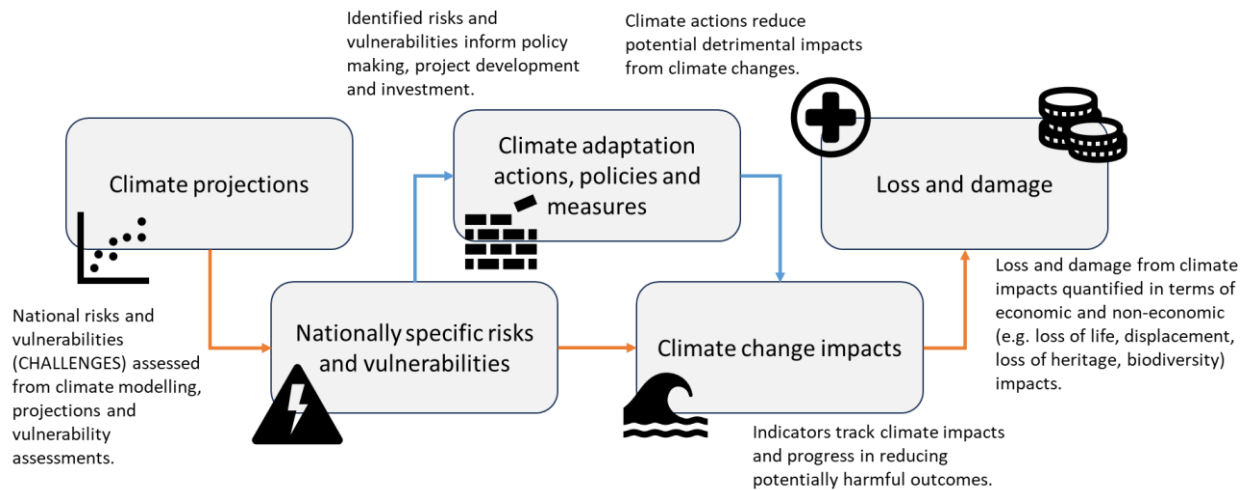 Identified risks and
vulnerabilities inform policy
making, project development
and investment.
Climate actions reduce
potential detrimental impacts
from climate changes.
Climate projections
Climate adaptation
actions, policies and
measures
Loss and damage
National risks and
vulnerabilities
(CHALLENGES) assessed
from climate modelling,
projections and
vulnerability
assessments.
Nationally specific risks
and vulnerabilities
Climate change impacts
Loss and damage from climate
impacts quantified in terms of
economic and non-economic
(e.g. loss of life, displacement,
loss of heritage, biodiversity)
impacts.
Indicators track climate impacts
and progress in reducing
potentially harmful outcomes.